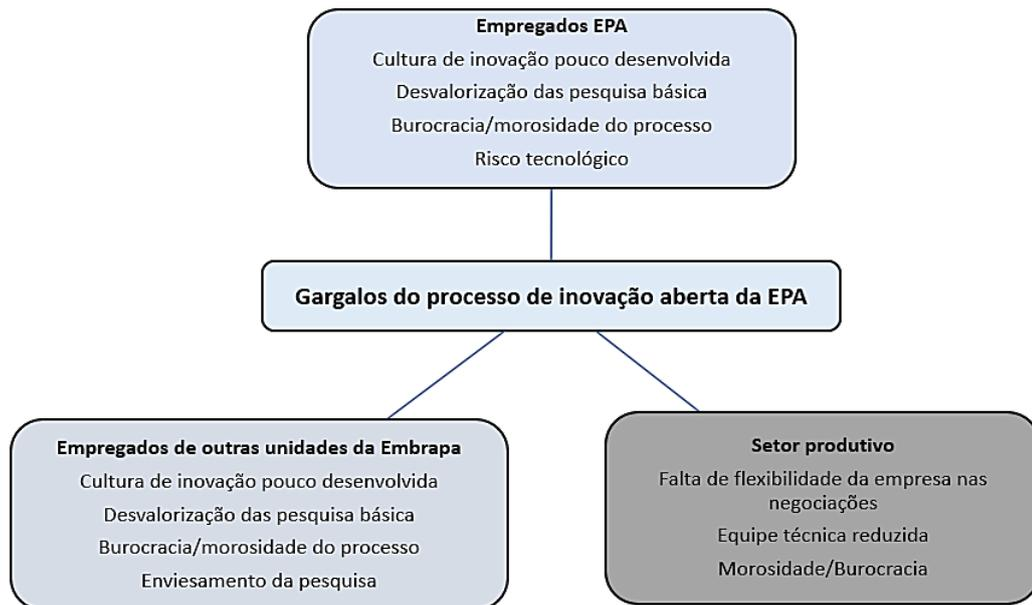 Empregados EPA
Cultura de inovação pouco desenvolvida
Desvalorização das pesquisa básica
Burocracia/morosidade do processo
Risco tecnológico
Gargalos do processo de inovação aberta da EPA
Empregados de outras unidades da Embrapa
Cultura de inovação pouco desenvolvida
Desvalorização das pesquisa básica
Burocracia/morosidade do processo
Enviesamento da pesquisa
Setor produtivo
Falta de flexibilidade da empresa nas
negociações
Equipe técnica reduzida
Morosidade/Burocracia